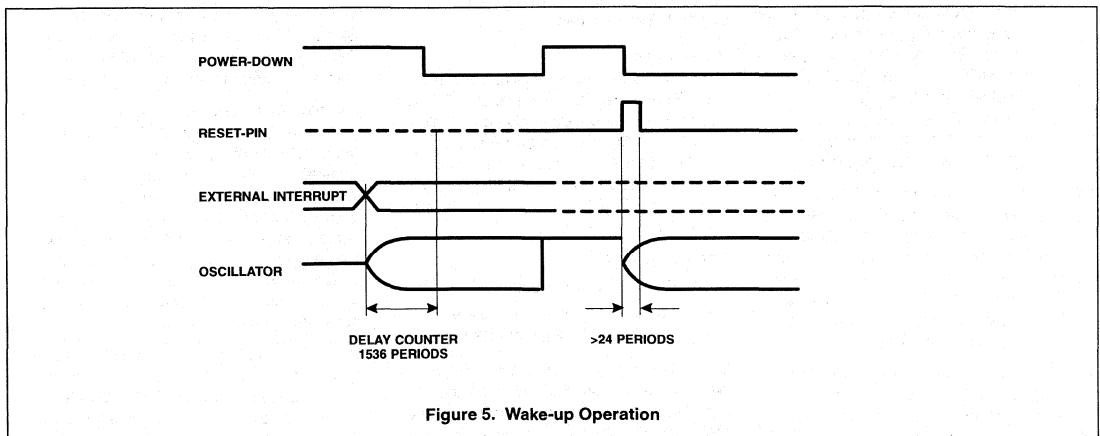 POWER-DOWN
RESET-PIN
EXTERNAL INTERRUPT
OSCILLATOR
DELAY COUNTER
1536 PERIODS
>24 PERIODS
Figure 5. Wake-up Operation